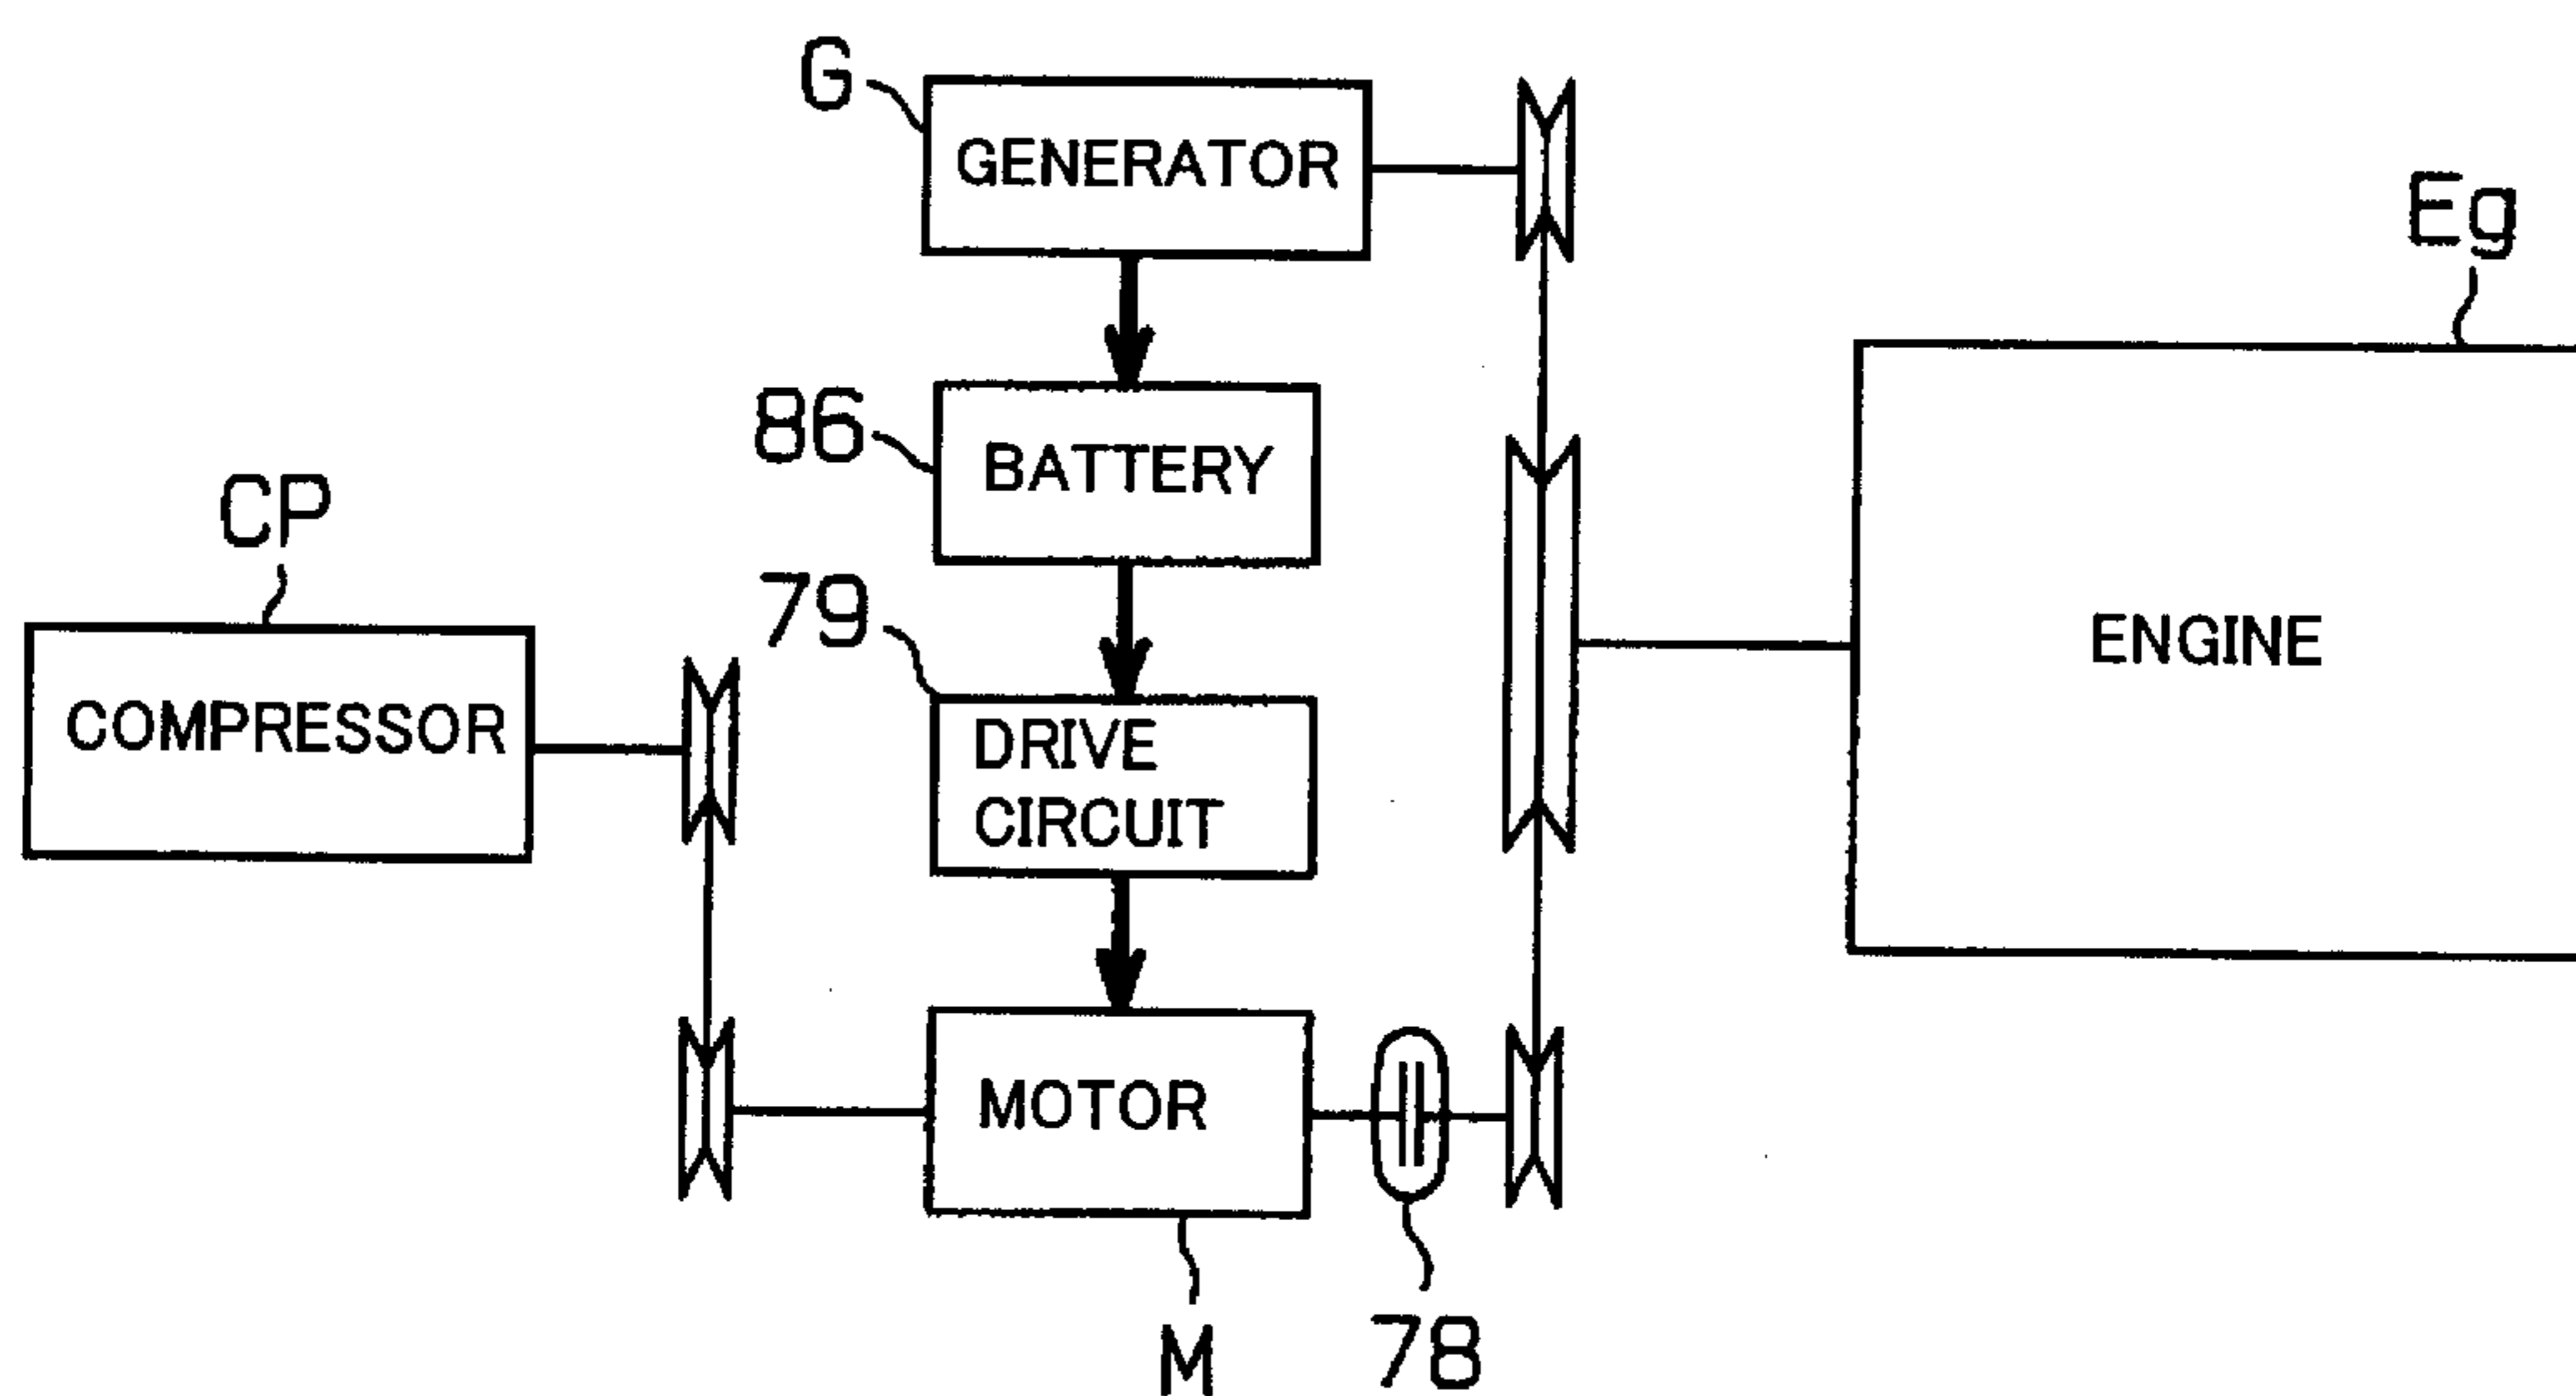 G
GENERATOR
Eg
86
BATTERY
CP
79
ENGINE
COMPRESSOR
DRIVE
CIRCUIT
MOTOR
M
78